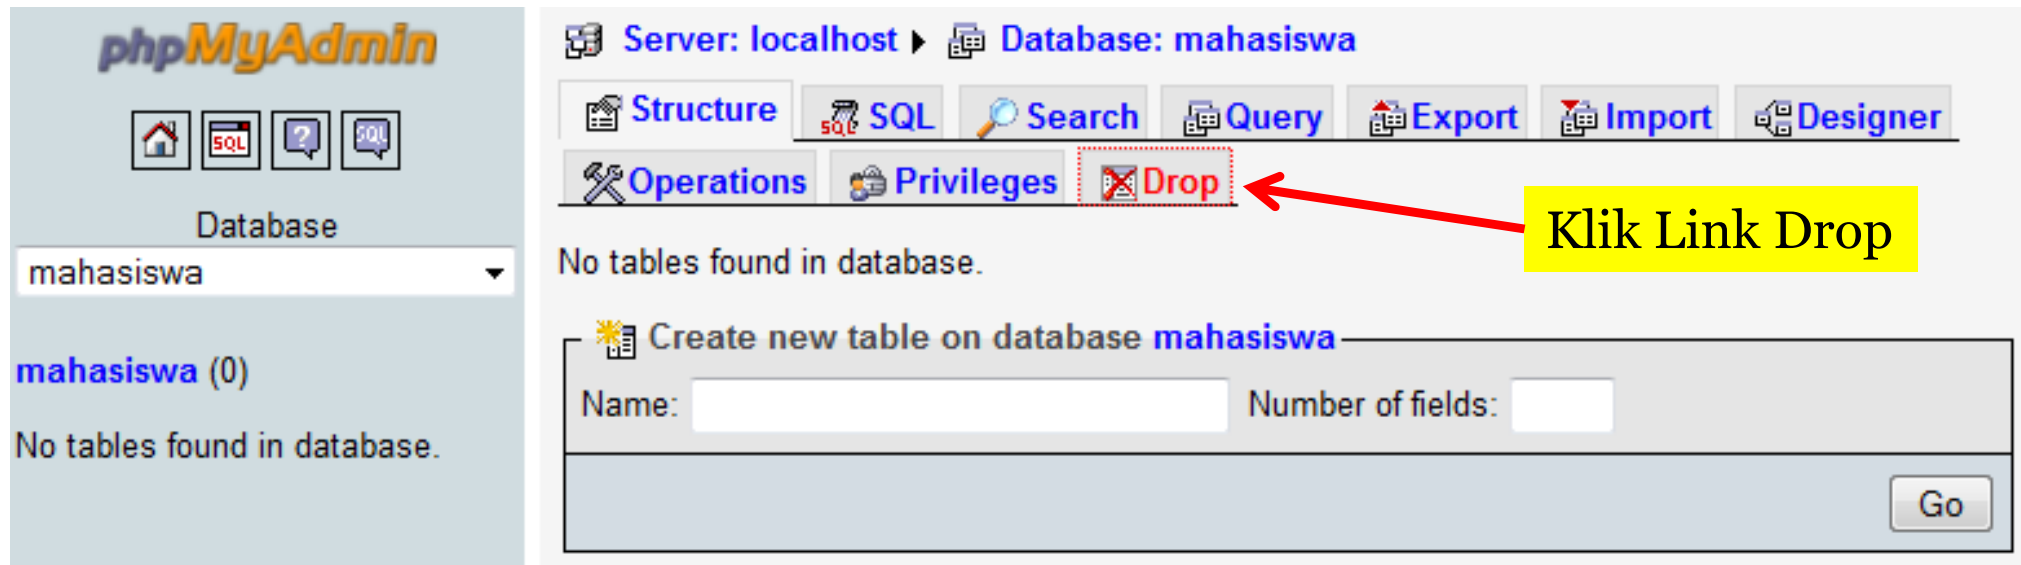 phpMyAdmin
SQL
?
SQL
Database
mahasiswa
mahasiswa (0)
No tables found in database.
Server: localhost ▸ Database: mahasiswa
Structure SQL Search Query Export Import Designer
Operations Privileges Drop
Klik Link Drop
No tables found in database.
Create new table on database mahasiswa
Name: Number of fields:
Go